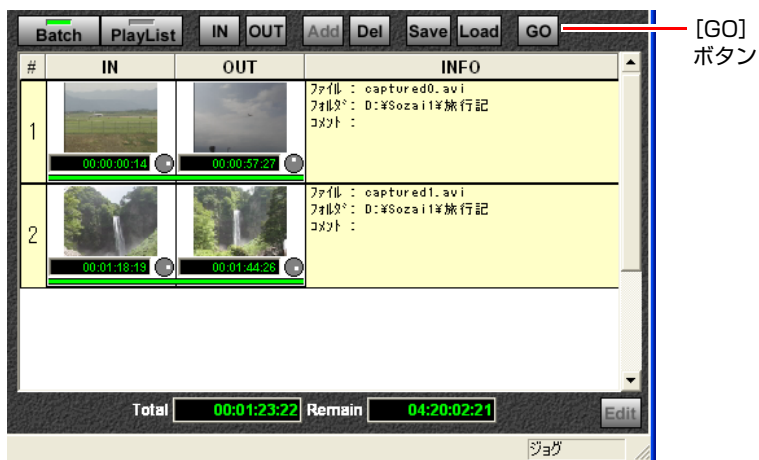 Batch PlayList IN OUT Add Del Save Load GO
[GO]
ボタン
# IN OUT INFO
1
ﾌｧｲﾙ : captured0.avi
ﾌｫﾙﾀﾞ: D:¥Sozai1¥旅行記
ｺﾒﾝﾄ :
00:00:00:14 00:00:57:27
2
ﾌｧｲﾙ : captured1.avi
ﾌｫﾙﾀﾞ: D:¥Sozai1¥旅行記
ｺﾒﾝﾄ :
00:01:18:19 00:01:44:26
Total 00:01:23:22 Remain 04:20:02:21 Edit
ジョグ